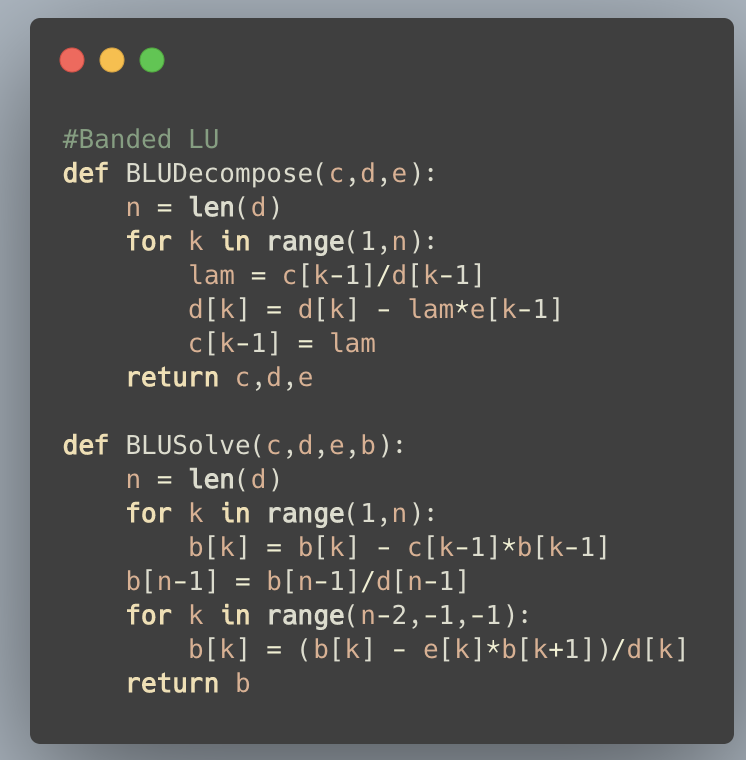 #Banded LU
def BLUDecompose(c,d,e):
    n = len(d)
    for k in range(1,n):
        lam = c[k-1]/d[k-1]
        d[k] = d[k] - lam*e[k-1]
        c[k-1] = lam
    return c,d,e

def BLUSolve(c,d,e,b):
    n = len(d)
    for k in range(1,n):
        b[k] = b[k] - c[k-1]*b[k-1]
    b[n-1] = b[n-1]/d[n-1]
    for k in range(n-2,-1,-1):
        b[k] = (b[k] - e[k]*b[k+1])/d[k]
    return b